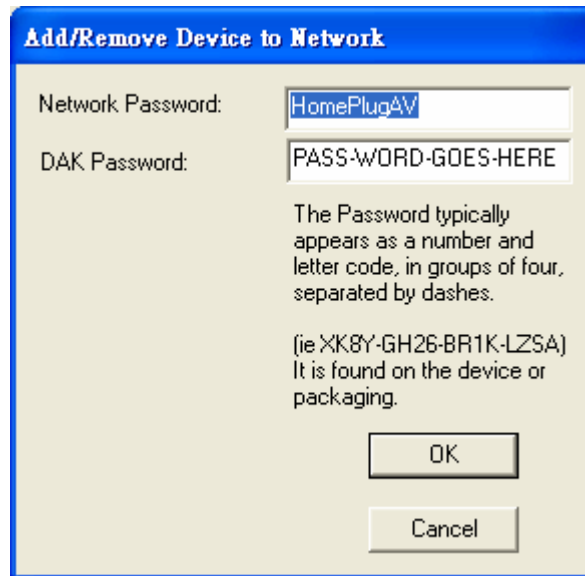 Add/Remove Device to Network
Network Password: HomePlugAV
DAK Password: PASS-WORD-GOES-HERE
The Password typically
appears as a number and
letter code, in groups of four,
separated by dashes.
(ie XK8Y-GH26-BR1K-LZSA)
It is found on the device or
packaging.
OK
Cancel